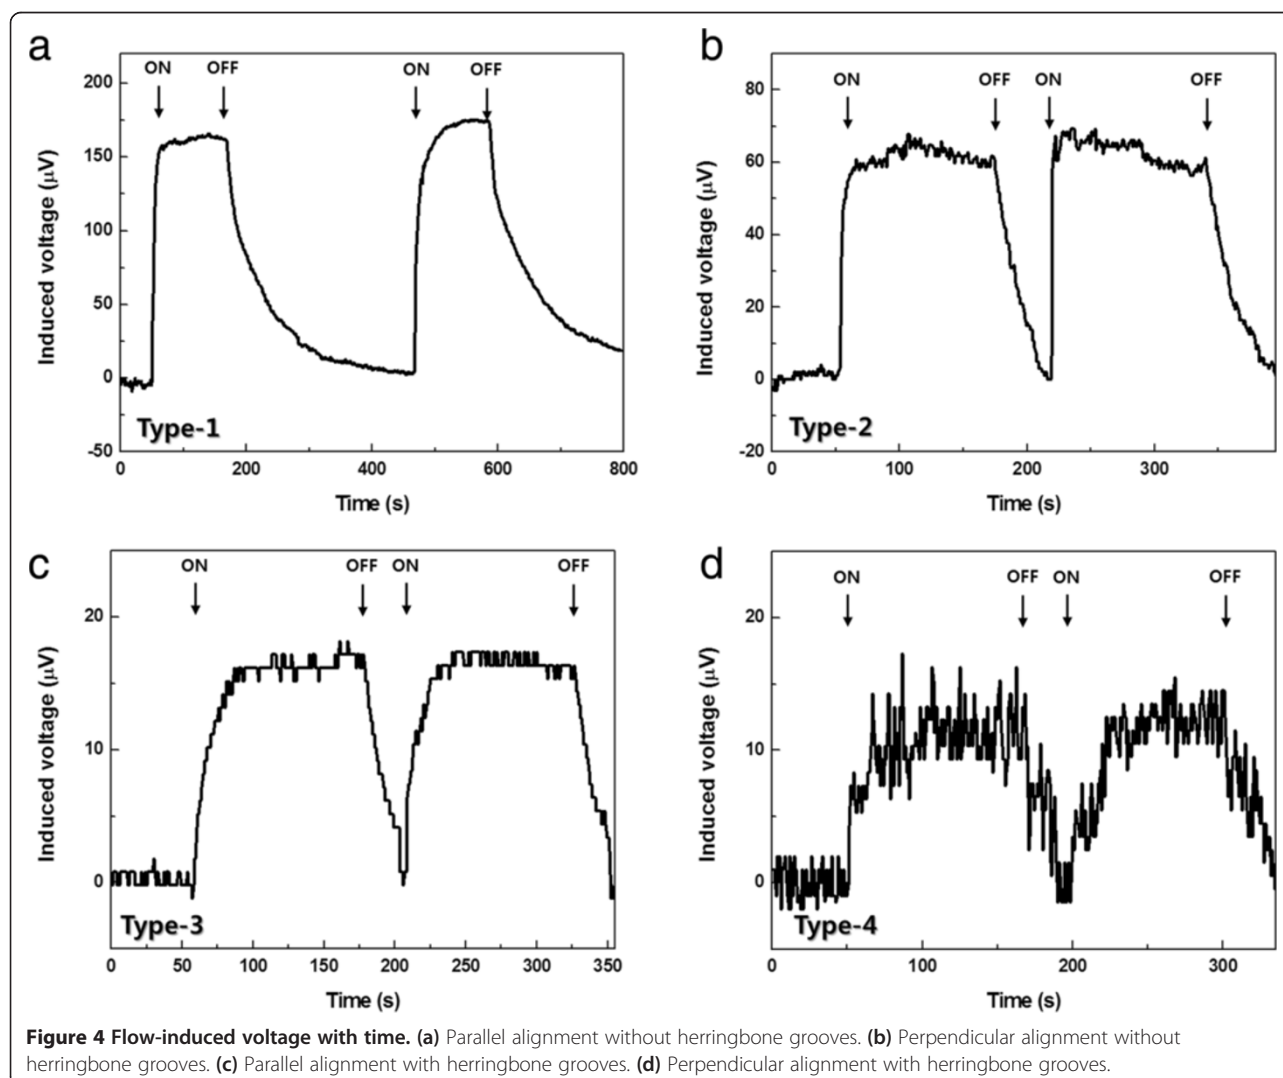 a
ON OFF ON OFF
200
150
100
50
0
-50
Induced voltage (μV)
Type-1
0 200 400 600 800
Time (s)
b
ON OFF ON OFF
80
60
40
20
0
-20
Induced voltage (μV)
Type-2
0 100 200 300
Time (s)
c
ON OFF ON OFF
20
10
0
Induced voltage (μV)
Type-3
0 50 100 150 200 250 300 350
Time (s)
d
ON OFF ON OFF
20
10
0
Induced voltage (μV)
Type-4
0 100 200 300
Time (s)
Figure 4 Flow-induced voltage with time. (a) Parallel alignment without herringbone grooves. (b) Perpendicular alignment without
herringbone grooves. (c) Parallel alignment with herringbone grooves. (d) Perpendicular alignment with herringbone grooves.